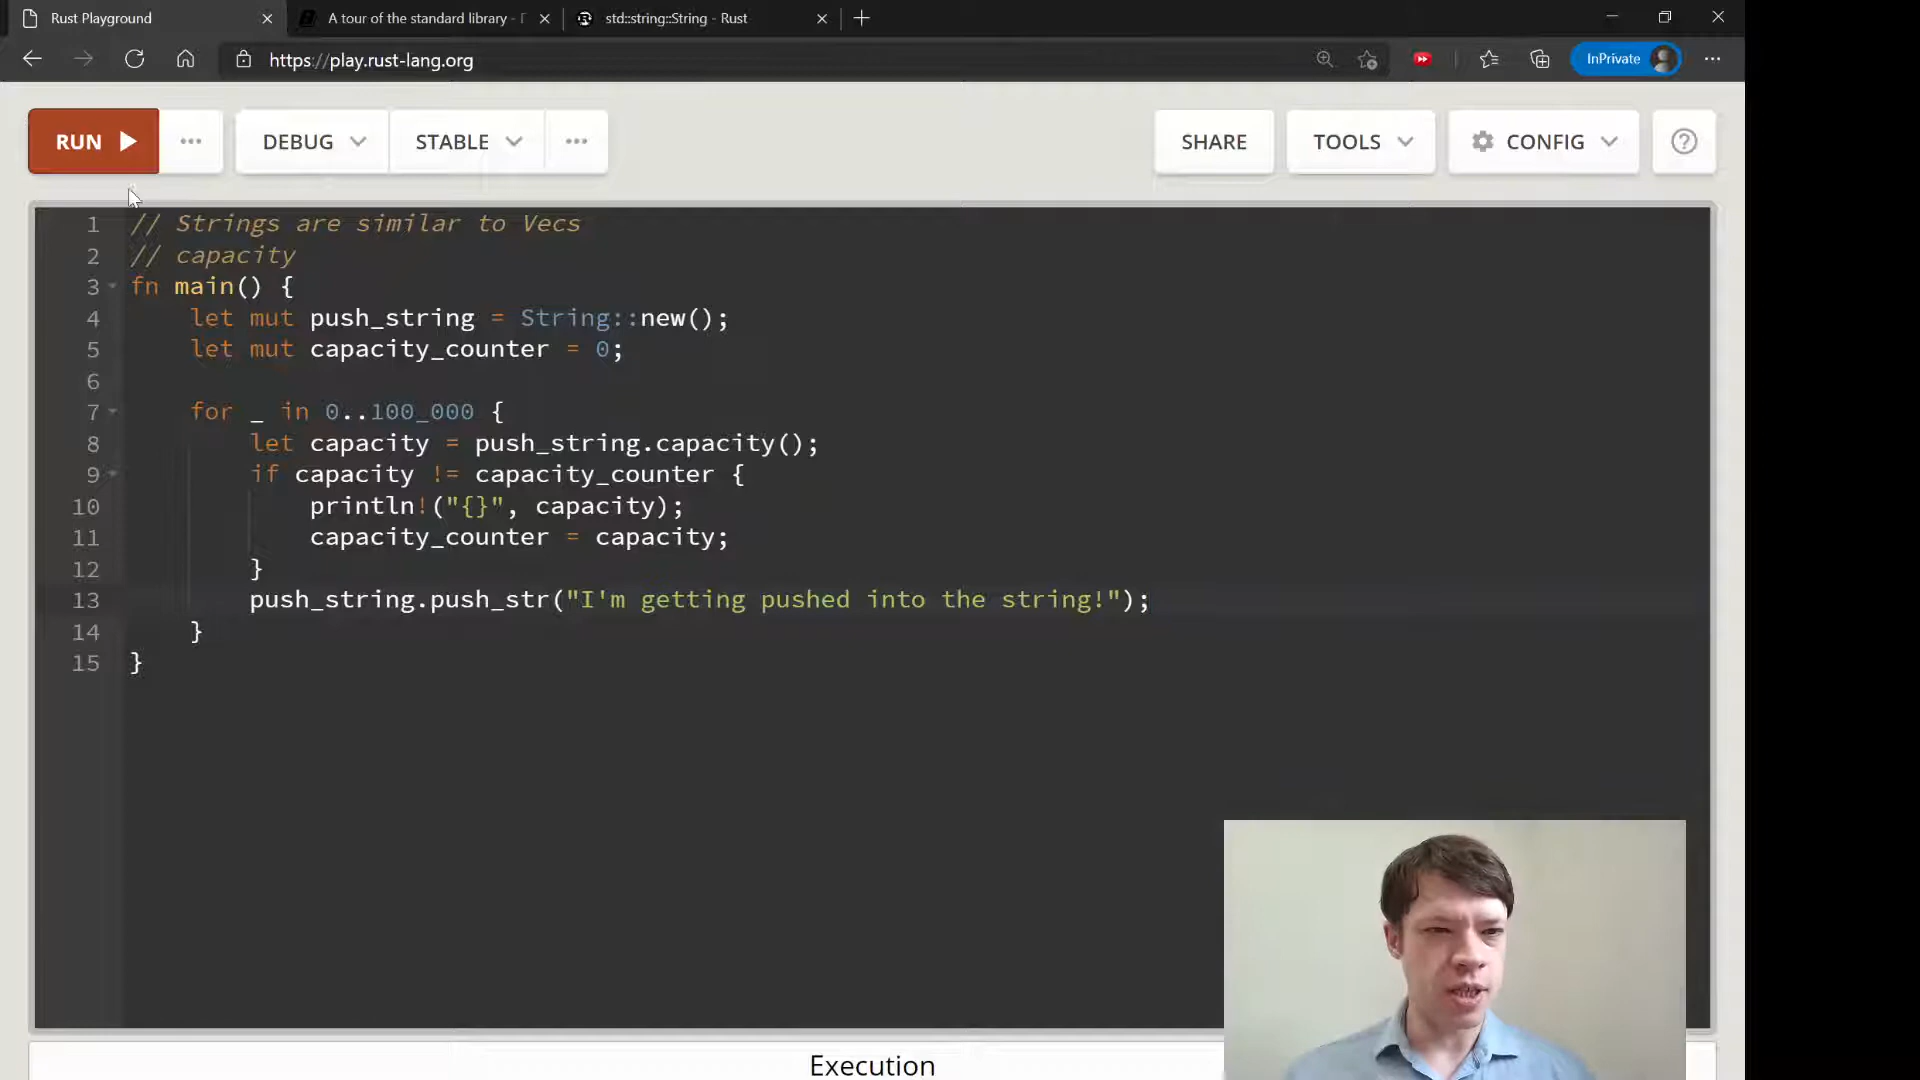 Rust Playground
A tour of the standard library -
std::string::String - Rust
https://play.rust-lang.org
InPrivate
RUN
DEBUG
STABLE
SHARE
TOOLS
CONFIG
1 // Strings are similar to Vecs
2 // capacity
3 fn main() {
4     let mut push_string = String::new();
5     let mut capacity_counter = 0;
6
7     for _ in 0..100_000 {
8         let capacity = push_string.capacity();
9         if capacity != capacity_counter {
10             println!("{}", capacity);
11             capacity_counter = capacity;
12         }
13         push_string.push_str("I'm getting pushed into the string!");
14     }
15 }
Execution